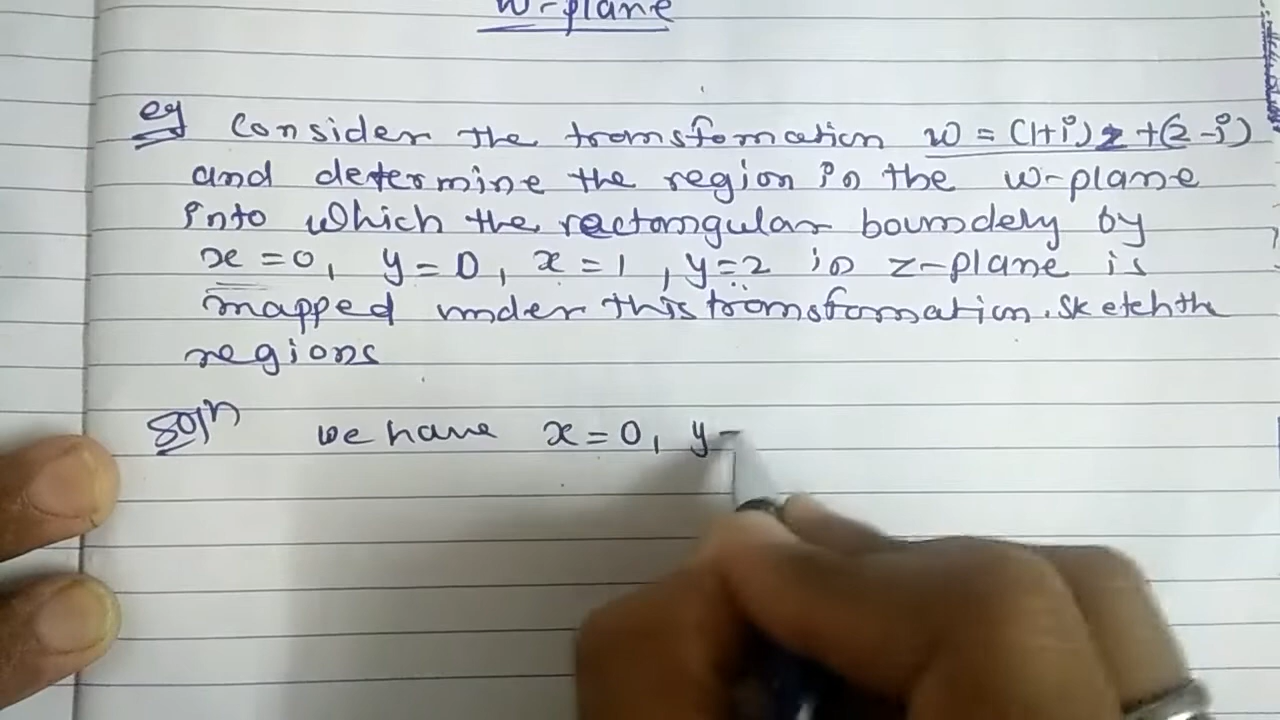 w-plane
eg Consider the transformation w = (1+i) z + (2-i)
and determine the region in the w-plane
into which the rectangular boundely by
x = 0, y = 0, x = 1, y = 2 in z-plane is
mapped under this transformation. Sketch the
regions
Solⁿ we have x = 0, y =